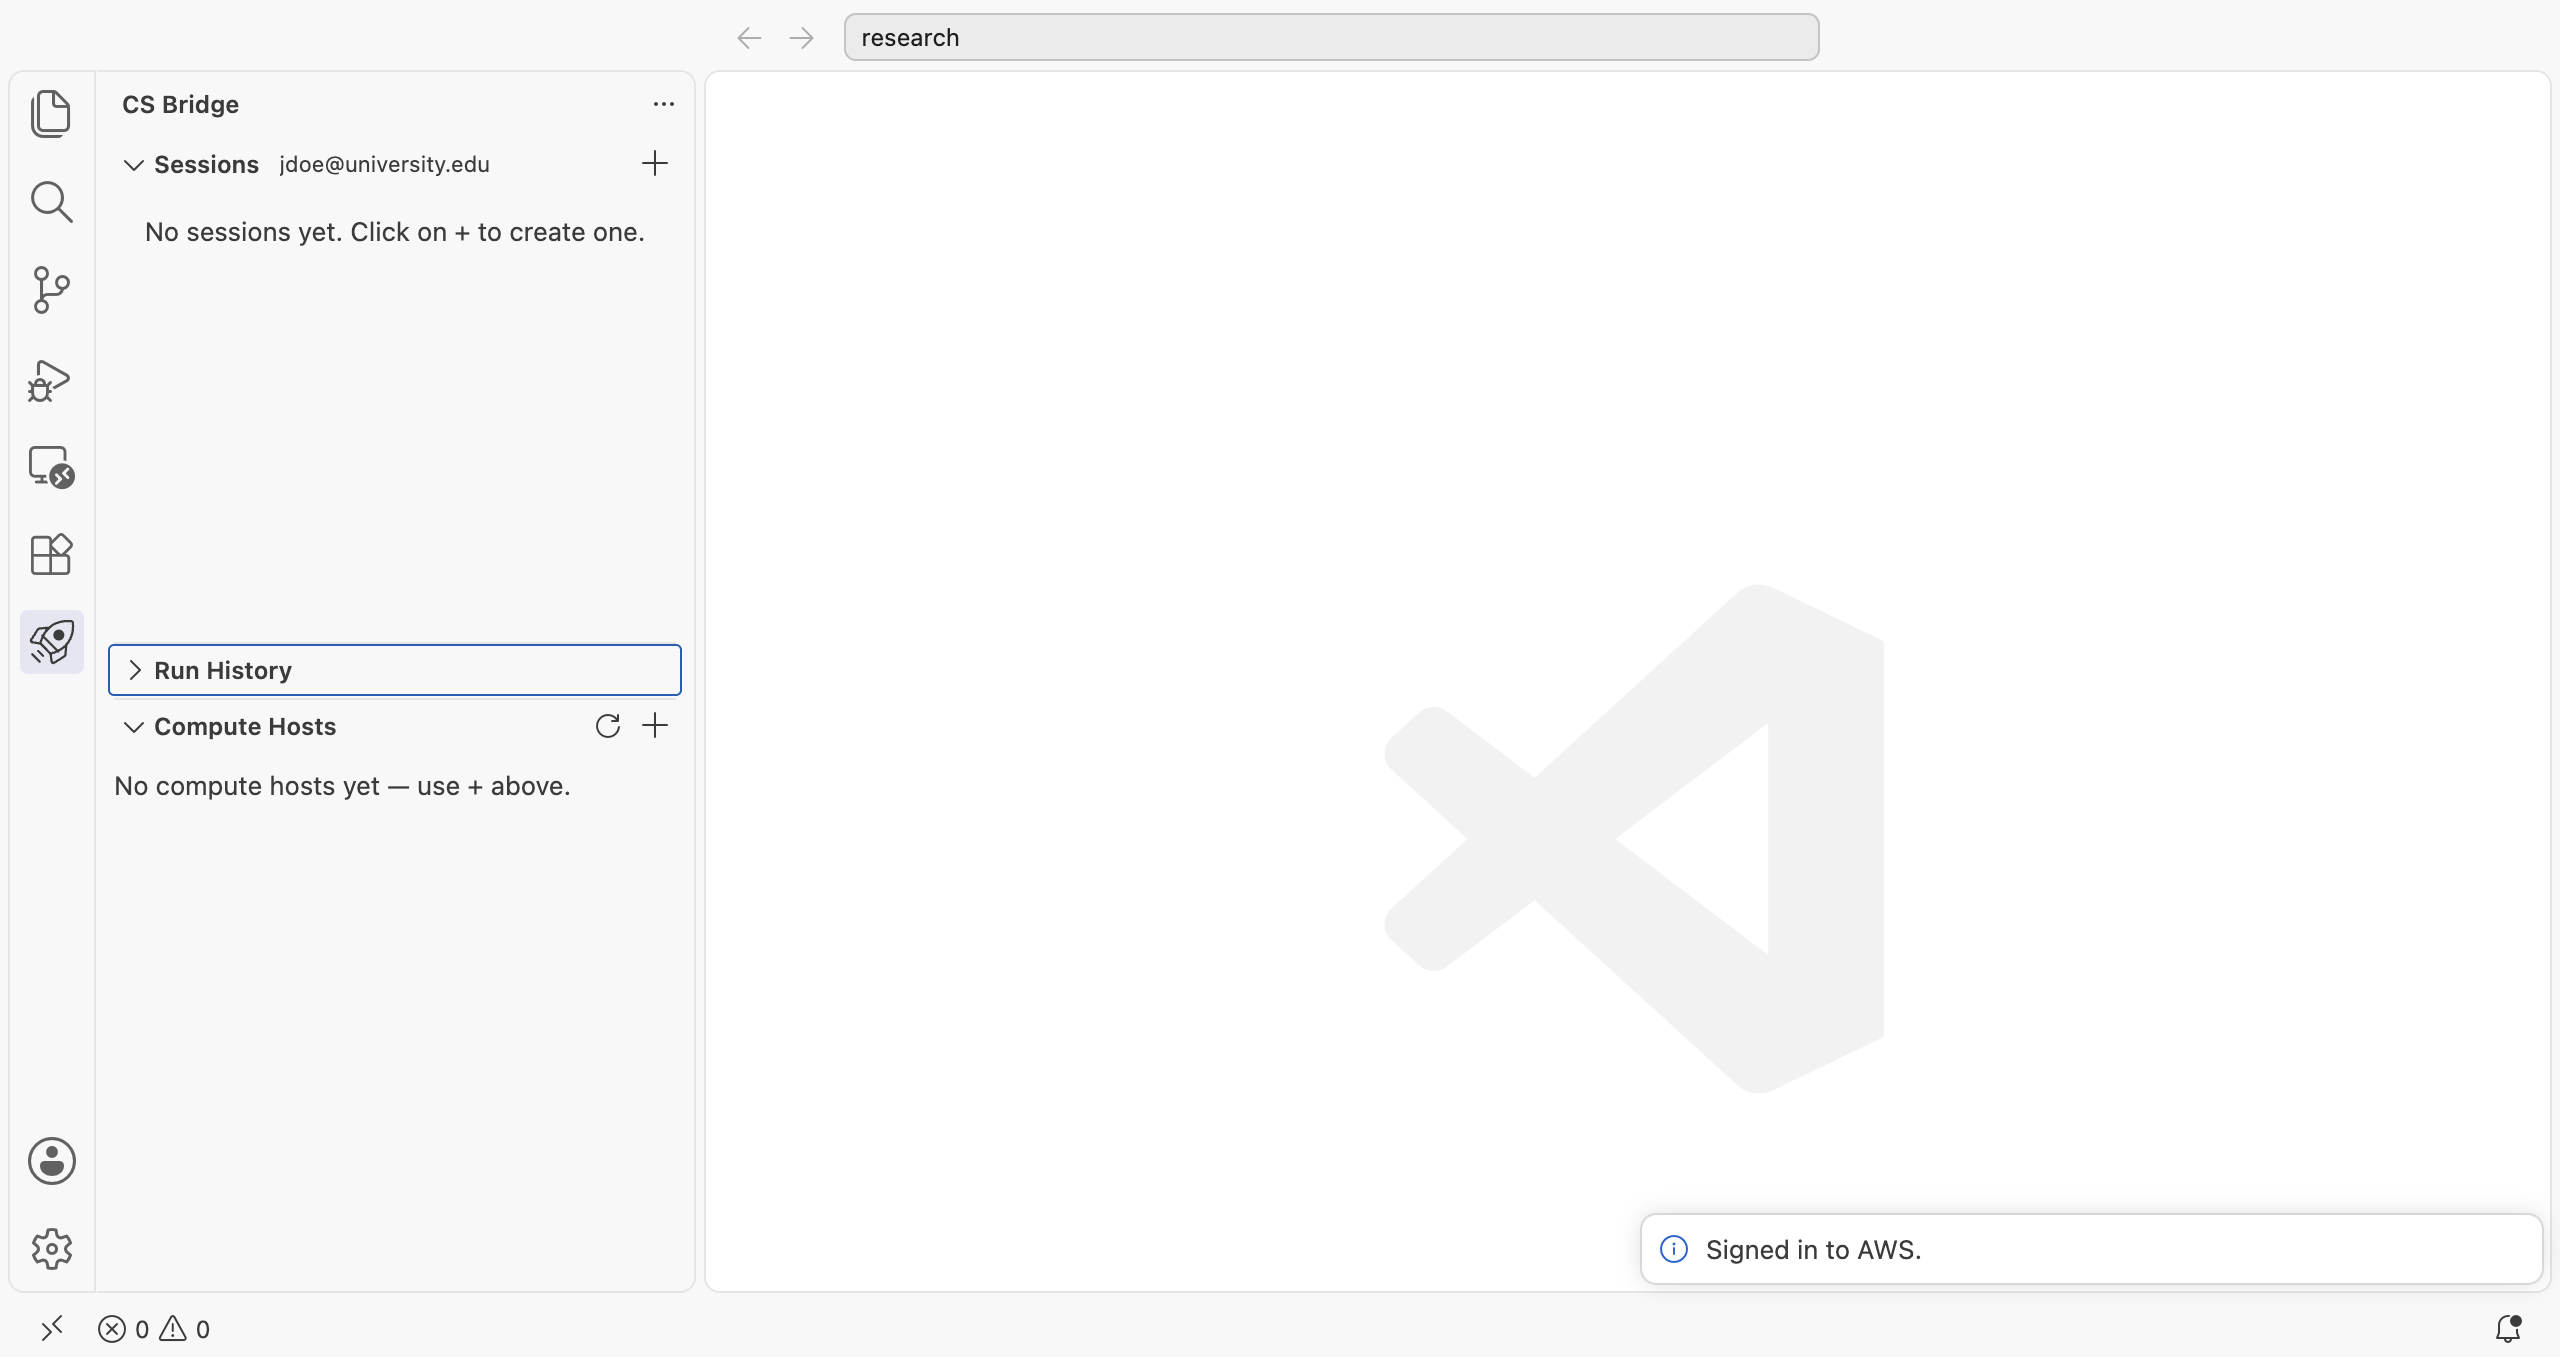 research
CS Bridge
Sessions jdoe@university.edu
No sessions yet. Click on + to create one.
Run History
Compute Hosts
No compute hosts yet — use + above.
Signed in to AWS.
0 0